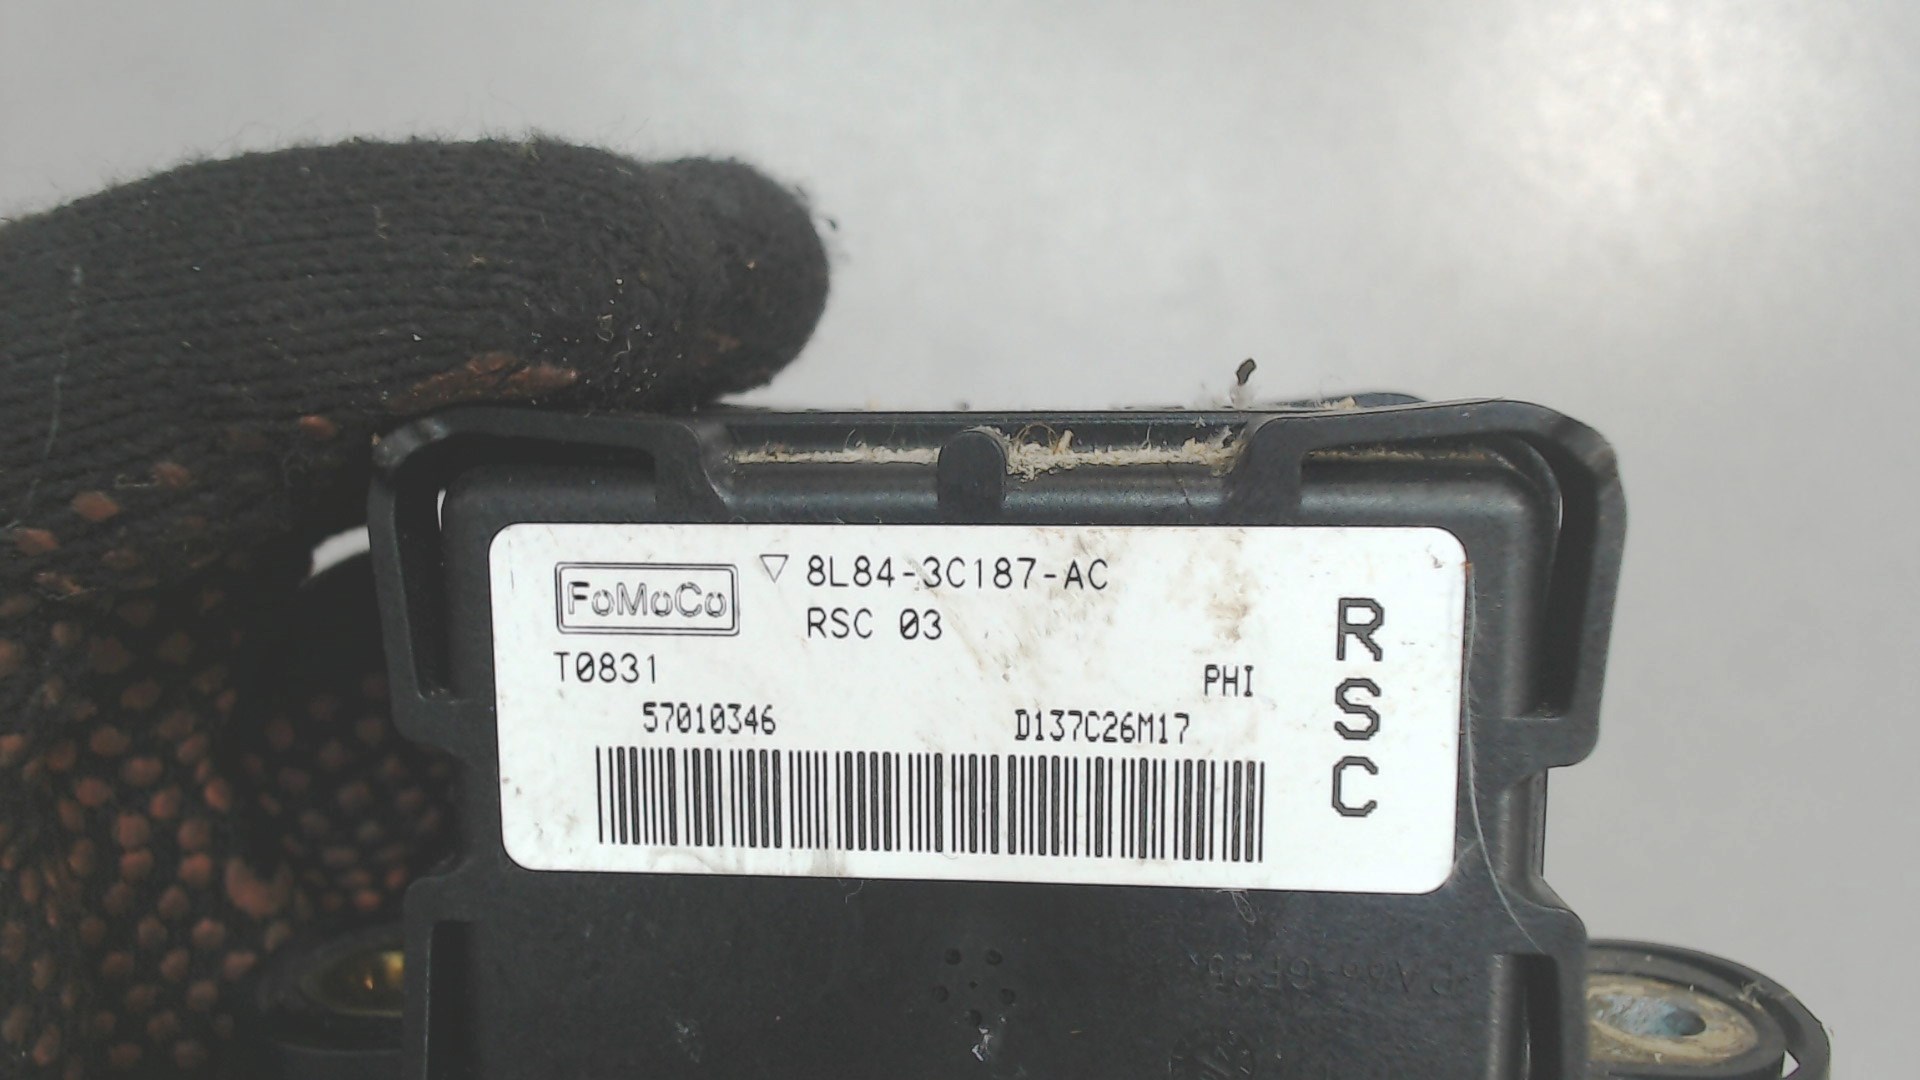 FoMoCo
▽ 8L84-3C187-AC
RSC 03
T0831
PHI
57010346 D137C26M17
RSC